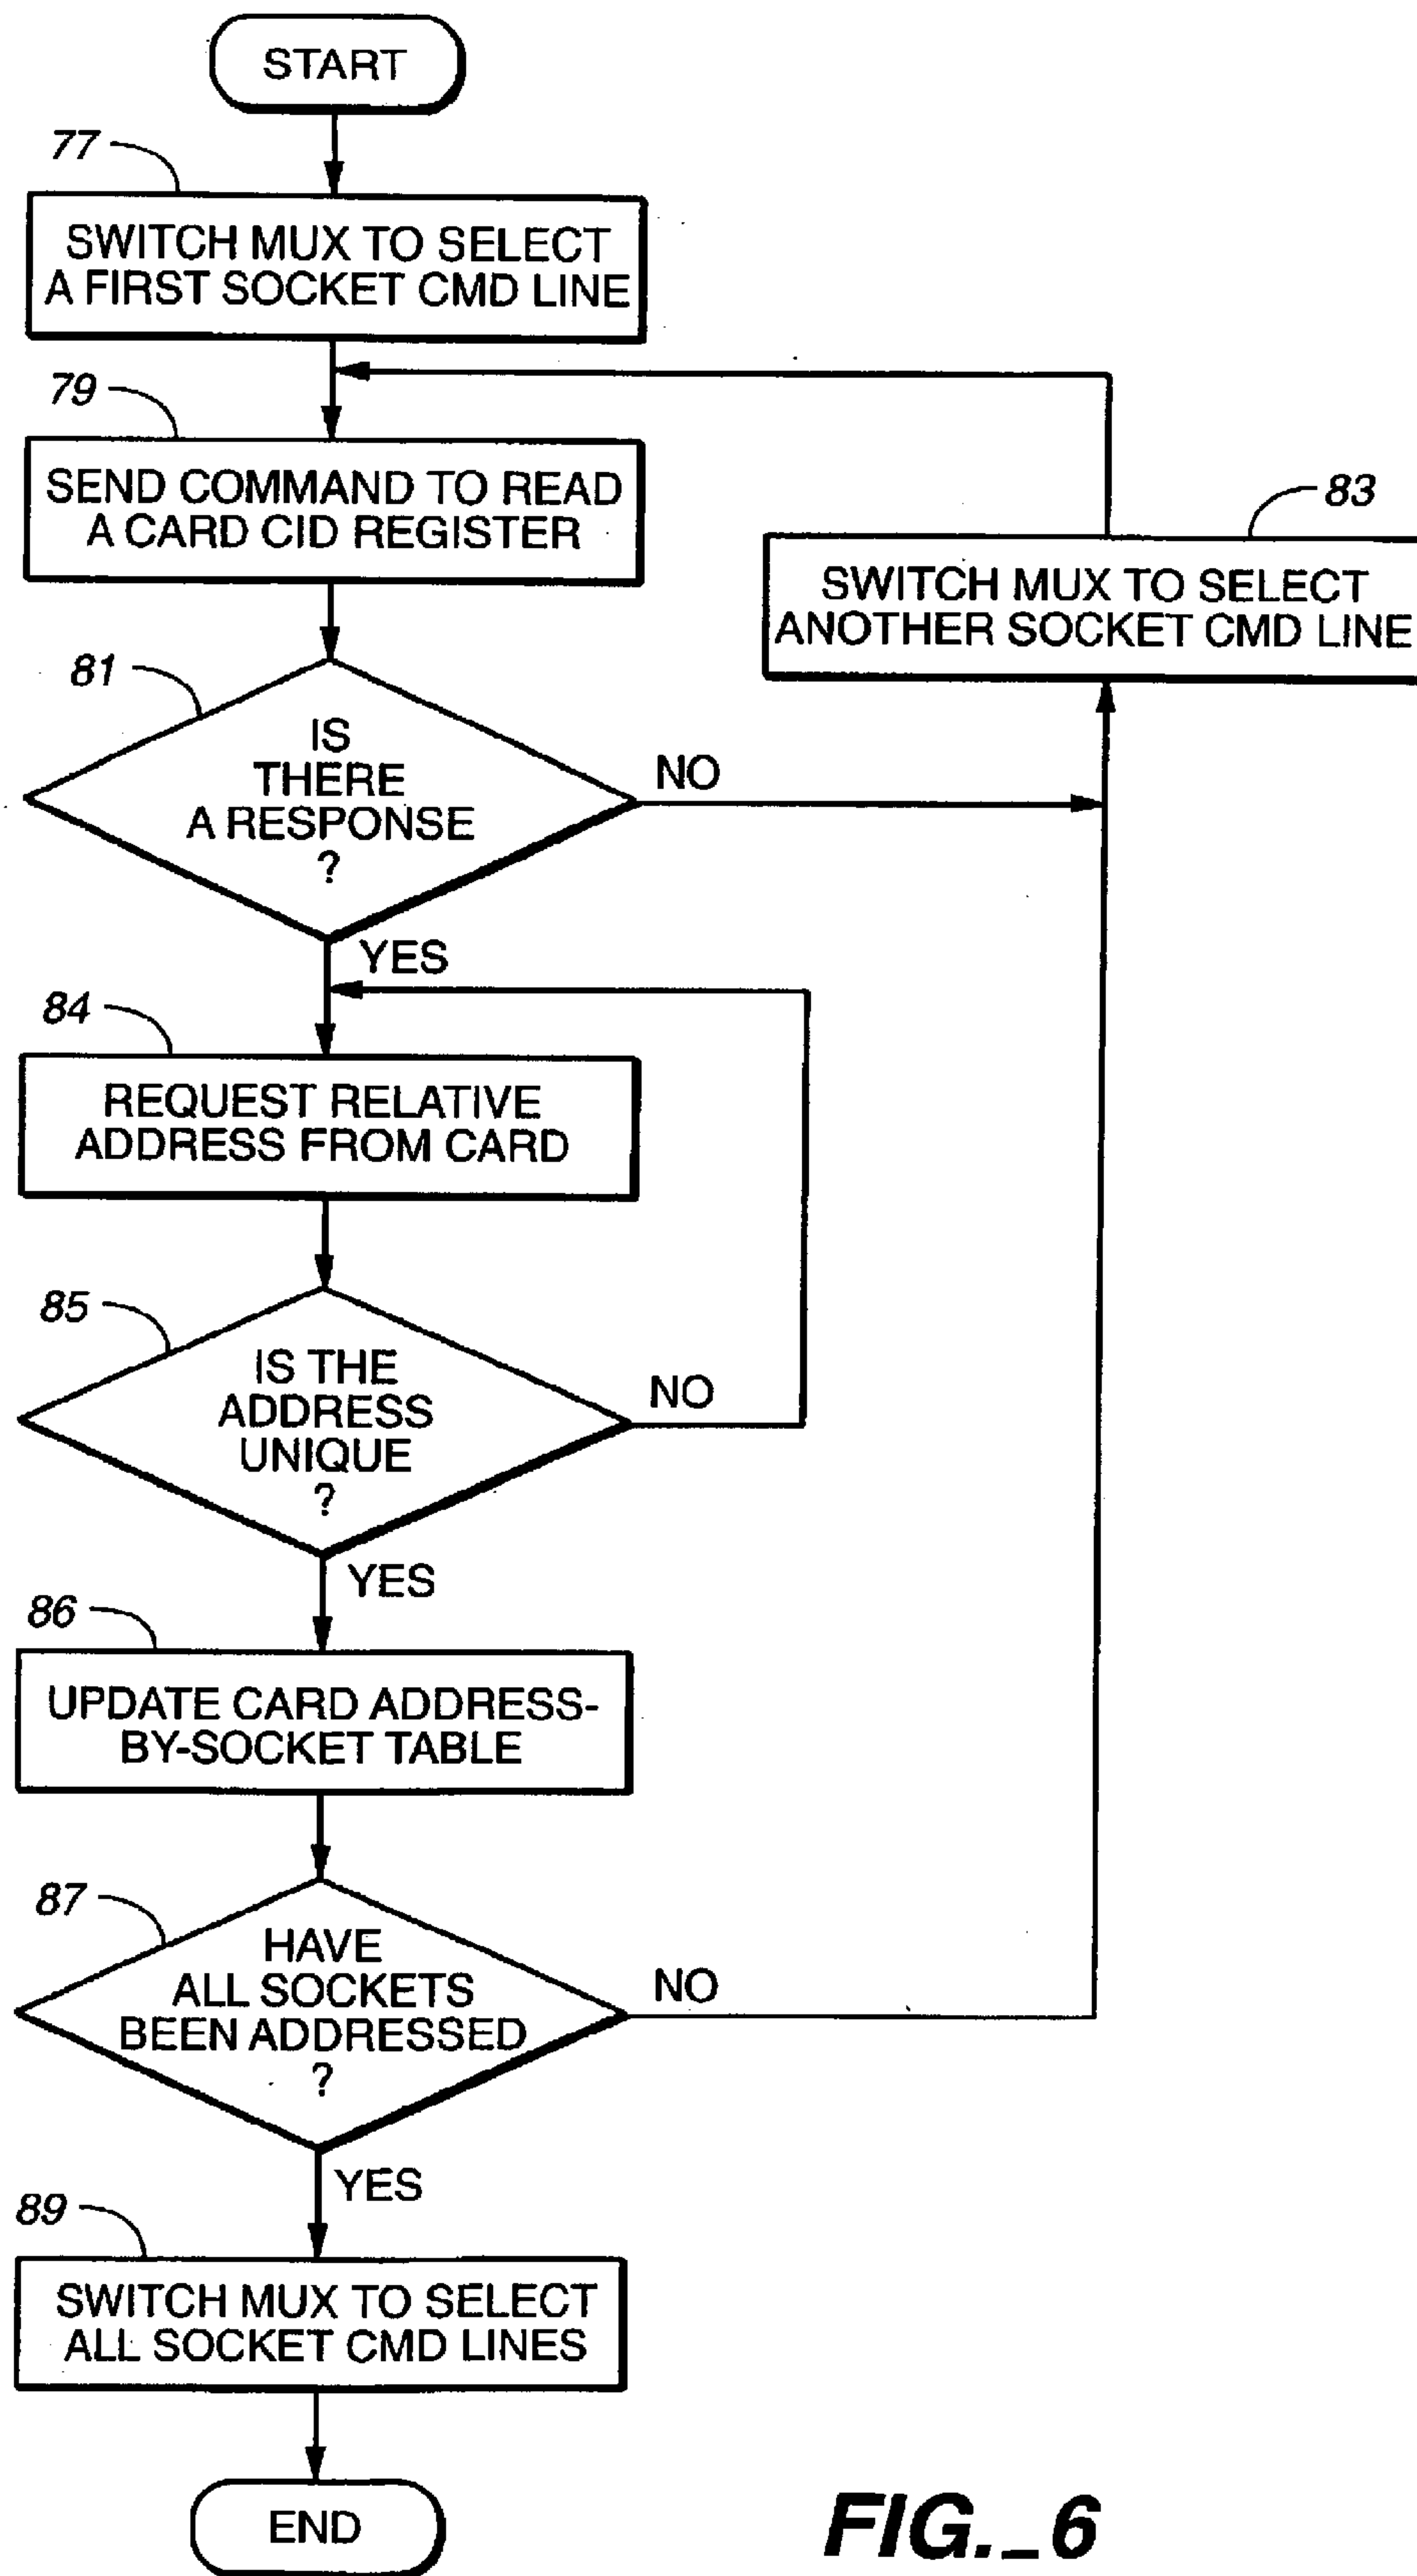 START
77
SWITCH MUX TO SELECT
A FIRST SOCKET CMD LINE
79
SEND COMMAND TO READ
A CARD CID REGISTER
83
SWITCH MUX TO SELECT
ANOTHER SOCKET CMD LINE
81
IS
THERE
A RESPONSE
?
NO
YES
84
REQUEST RELATIVE
ADDRESS FROM CARD
85
IS THE
ADDRESS
UNIQUE
?
NO
YES
86
UPDATE CARD ADDRESS-
BY-SOCKET TABLE
87
HAVE
ALL SOCKETS
BEEN ADDRESSED
?
NO
YES
89
SWITCH MUX TO SELECT
ALL SOCKET CMD LINES
END
FIG._6